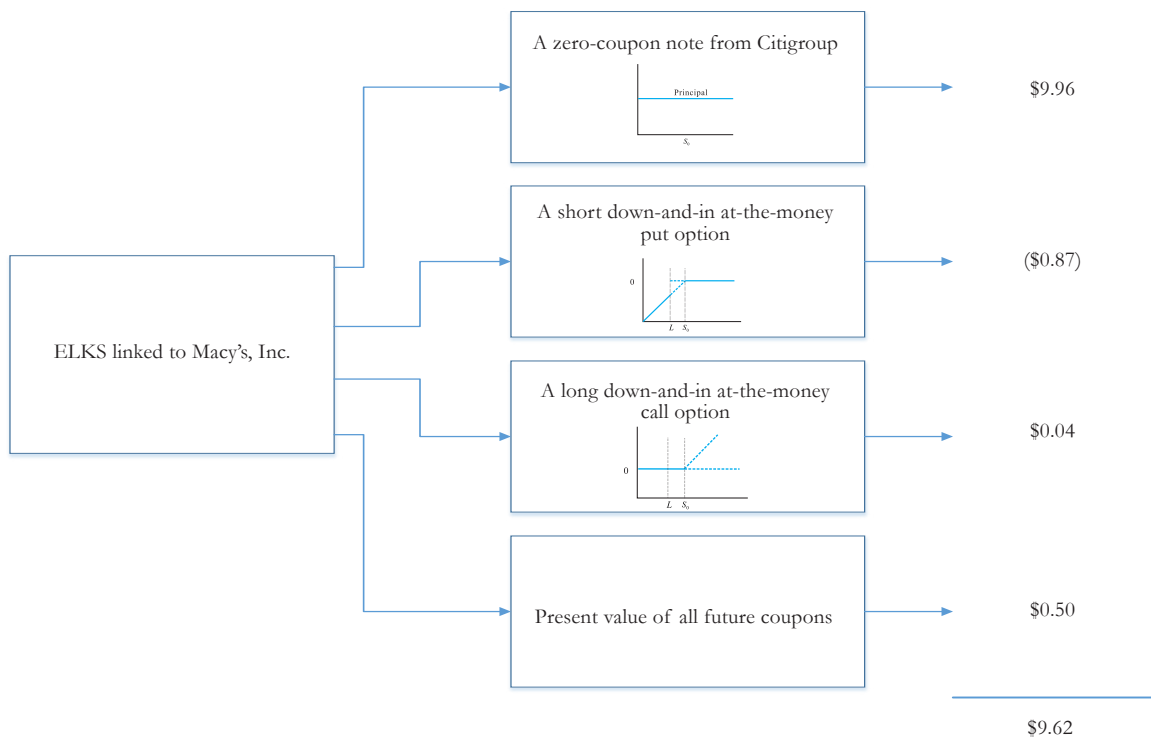 A zero-coupon note from Citigroup
Principal
S₀
$9.96
A short down-and-in at-the-money
put option
0
L S₀
($0.87)
ELKS linked to Macy's, Inc.
A long down-and-in at-the-money
call option
0
L S₀
$0.04
Present value of all future coupons
$0.50
$9.62